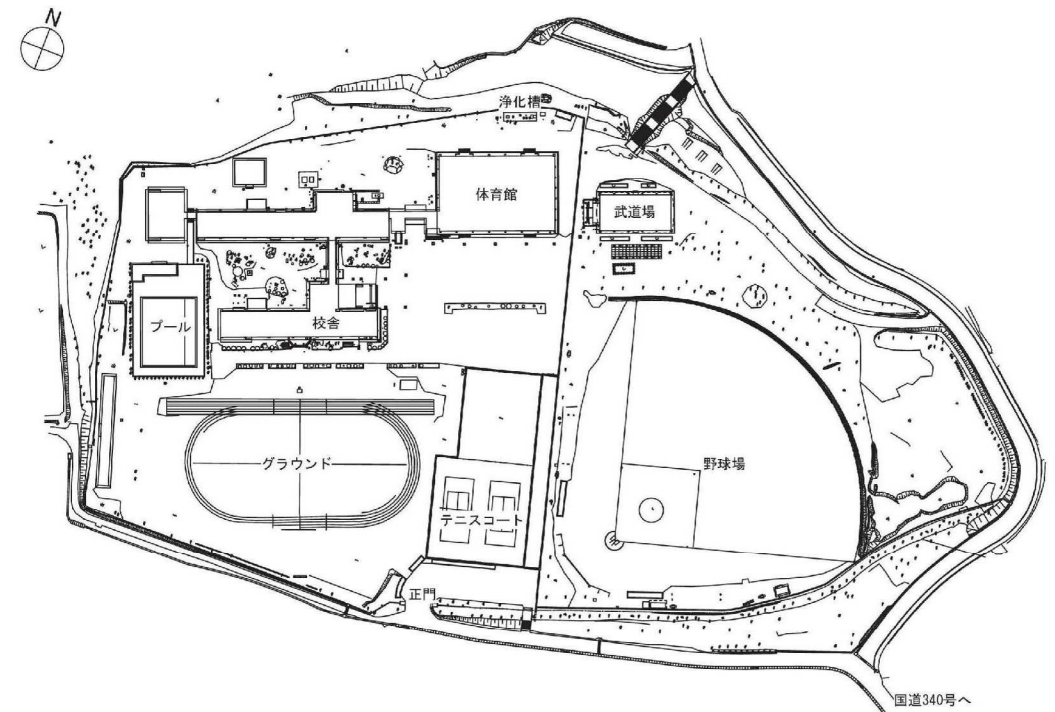 N
浄化槽
体育館
武道場
プール
校舎
グラウンド
野球場
テニスコート
正門
国道340号へ